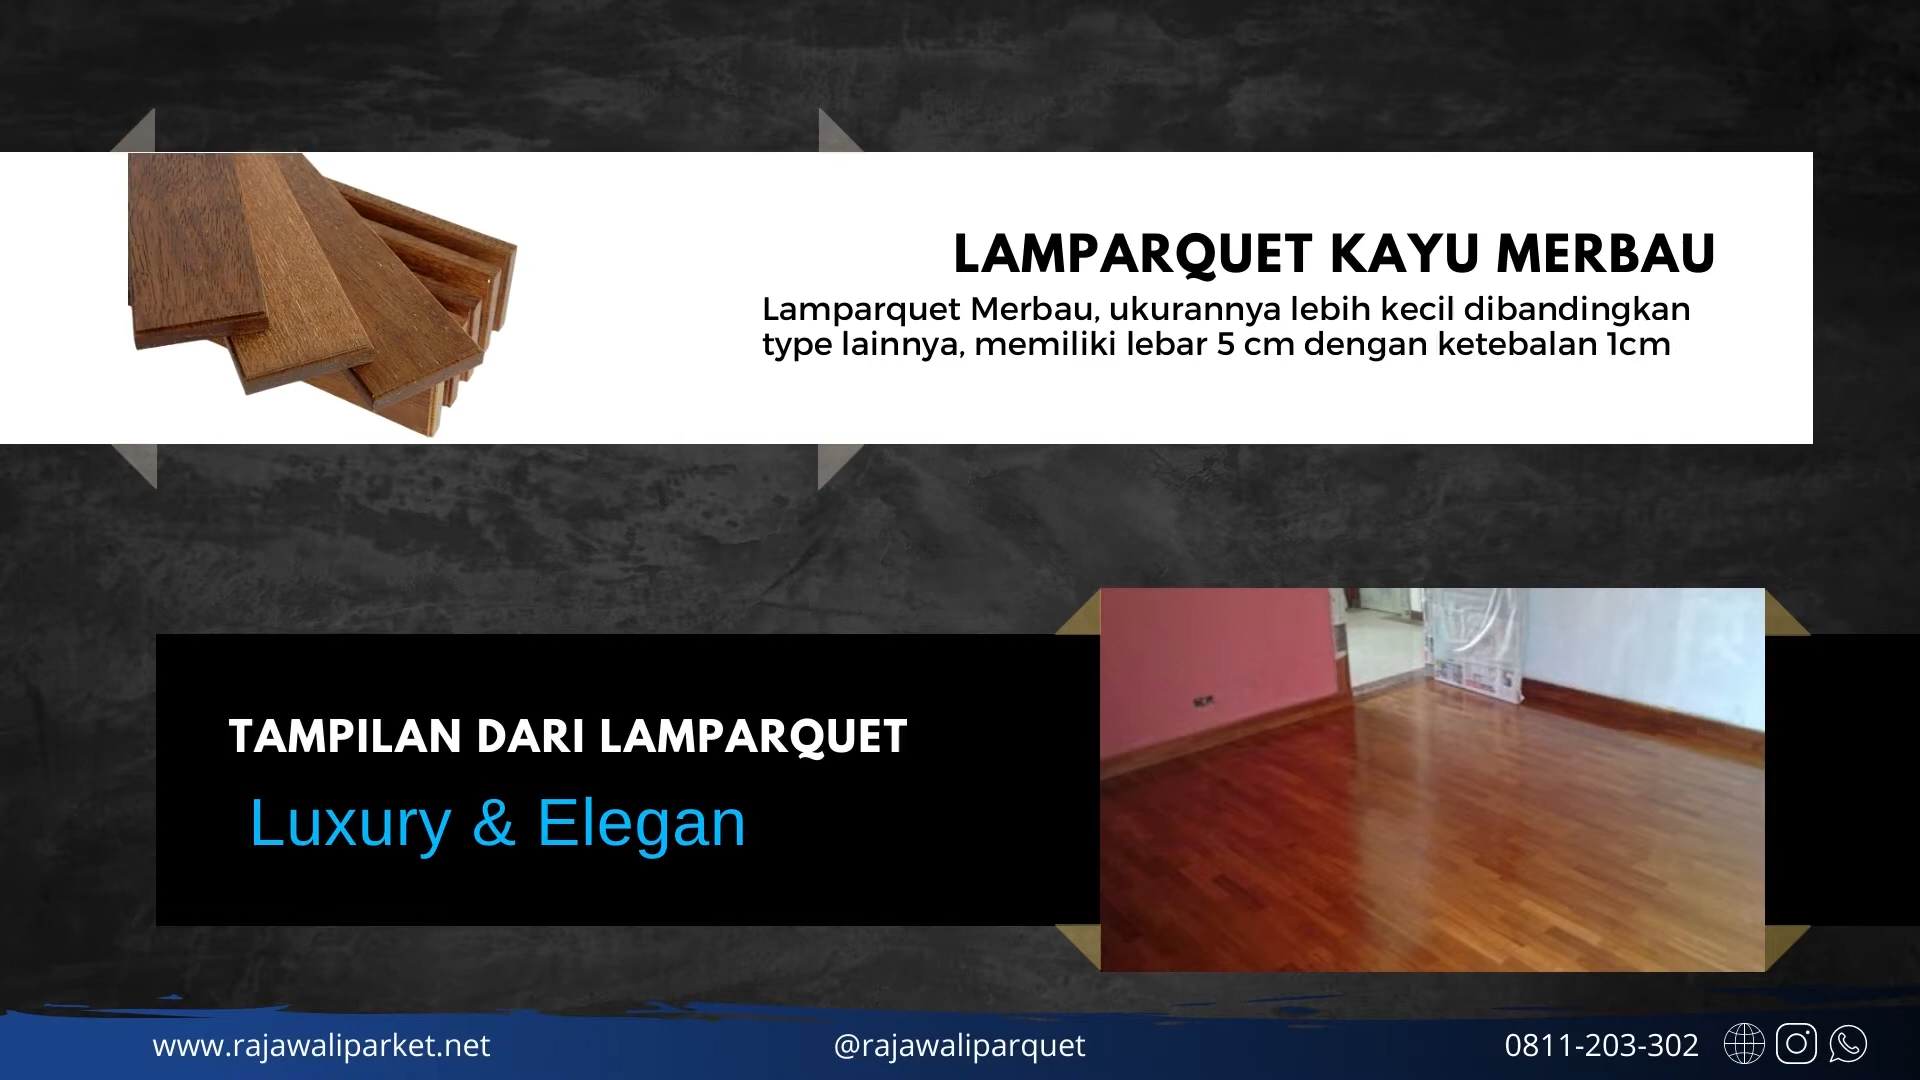 LAMPARQUET KAYU MERBAU
Lamparquet Merbau, ukurannya lebih kecil dibandingkan
type lainnya, memiliki lebar 5 cm dengan ketebalan 1cm
TAMPILAN DARI LAMPARQUET
Luxury & Elegan
www.rajawaliparket.net
@rajawaliparquet
0811-203-302